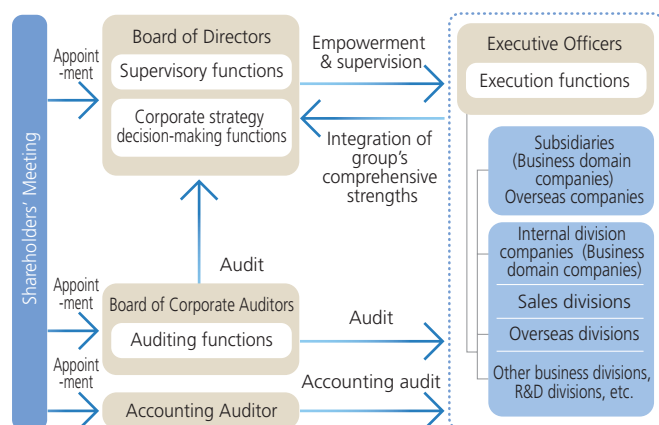 Shareholders' Meeting
Appoint
-ment
Board of Directors
Supervisory functions
Corporate strategy
decision-making functions
Empowerment
& supervision
Integration of
group's
comprehensive
strengths
Executive Officers
Execution functions
Subsidiaries
(Business domain
companies)
Overseas companies
Internal division
companies (Business
domain companies)
Sales divisions
Overseas divisions
Other business divisions,
R&D divisions, etc.
Audit
Appoint
-ment
Board of Corporate Auditors
Auditing functions
Audit
Appoint
-ment
Accounting Auditor
Accounting audit